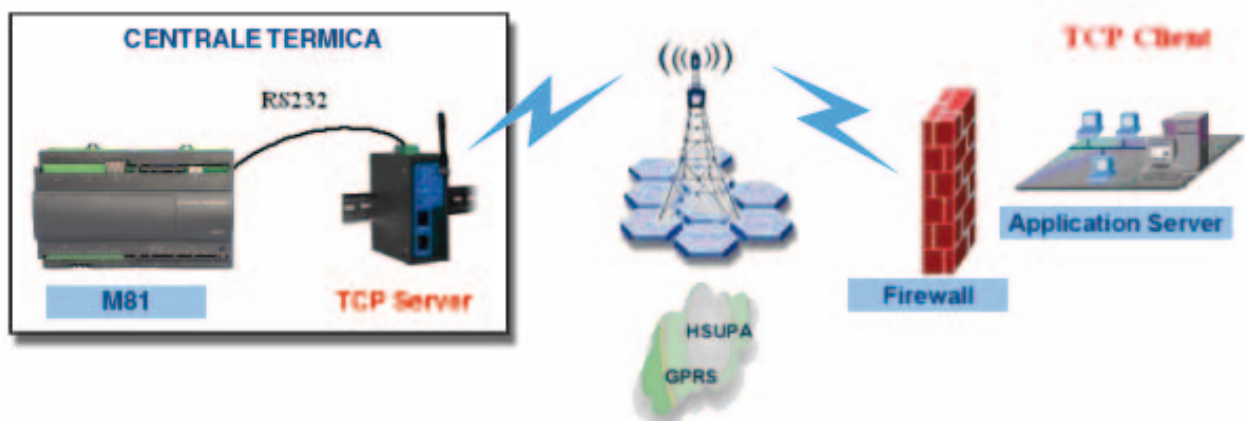 CENTRALE TERMICA
RS232
M81
TCP Server
HSUPA
GPRS
Firewall
TCP Client
Application Server